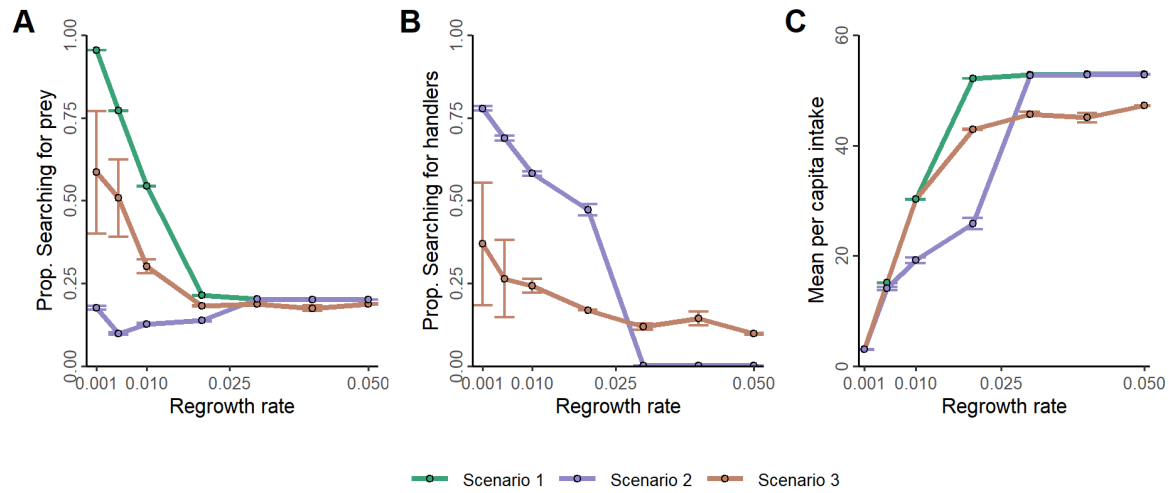 A
Prop. Searching for prey
1.00
0.75
0.50
0.25
0.00
0.001 0.010 0.025 0.050
Regrowth rate
B
Prop. Searching for handlers
1.00
0.75
0.50
0.25
0.00
0.001 0.010 0.025 0.050
Regrowth rate
C
Mean per capita intake
60
40
20
0
0.001 0.010 0.025 0.050
Regrowth rate
Scenario 1 Scenario 2 Scenario 3